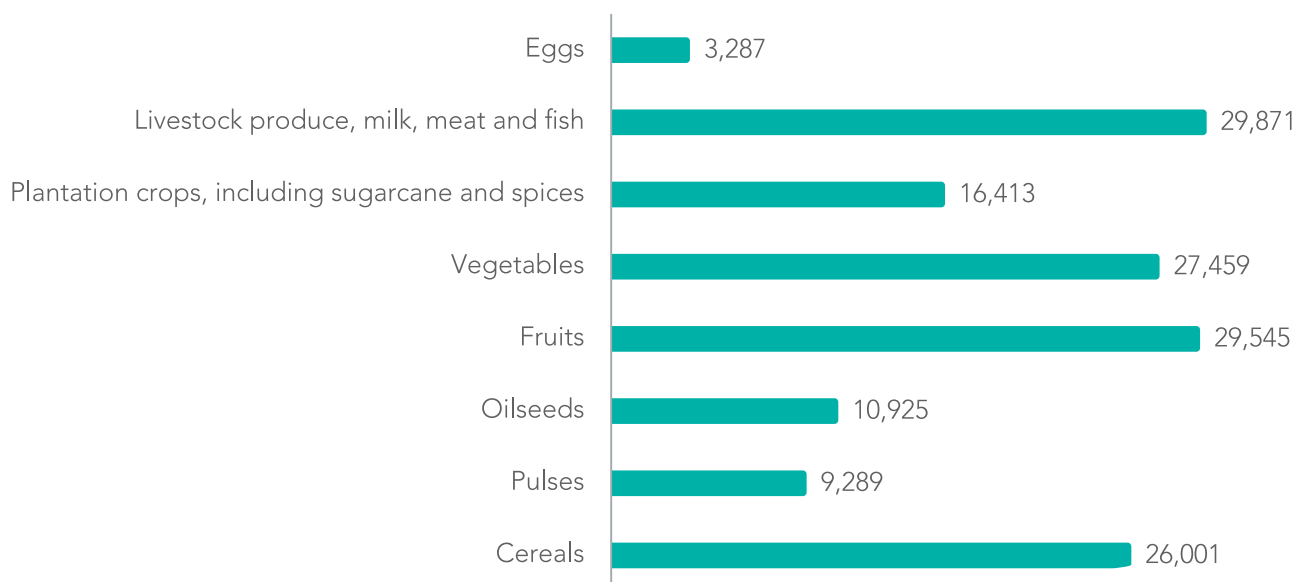 Eggs 3,287
Livestock produce, milk, meat and fish 29,871
Plantation crops, including sugarcane and spices 16,413
Vegetables 27,459
Fruits 29,545
Oilseeds 10,925
Pulses 9,289
Cereals 26,001